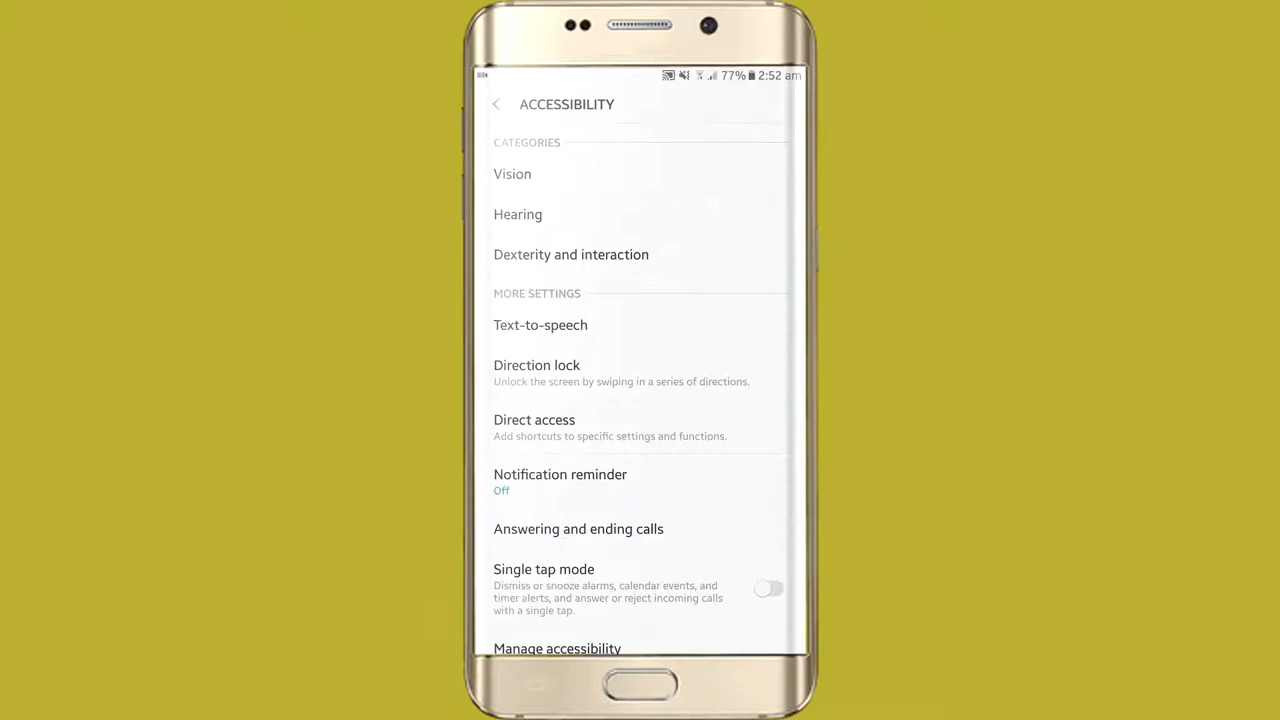 77% 2:52 am
ACCESSIBILITY
CATEGORIES
Vision
Hearing
Dexterity and interaction
MORE SETTINGS
Text-to-speech
Direction lock
Unlock the screen by swiping in a series of directions.
Direct access
Add shortcuts to specific settings and functions.
Notification reminder
Off
Answering and ending calls
Single tap mode
Dismiss or snooze alarms, calendar events, and
timer alerts, and answer or reject incoming calls
with a single tap.
Manage accessibility